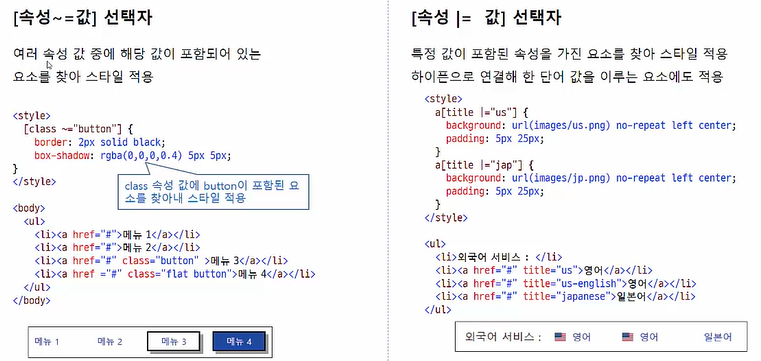 [속성~=값] 선택자
여러 속성 값 중에 해당 값이 포함되어 있는
요소를 찾아 스타일 적용
<style>
[class ~="button"] {
border: 2px solid black;
box-shadow: rgba(0,0,0,0.4) 5px 5px;
}
</style>
class 속성 값에 button이 포함된 요
소를 찾아내 스타일 적용
<body>
<ul>
<li><a href="#">메뉴 1</a></li>
<li><a href="#">메뉴 2</a></li>
<li><a href="#" class="button" >메뉴 3</a></li>
<li><a href ="#" class="flat button">메뉴 4</a></li>
</ul>
</body>
메뉴 1 메뉴 2 메뉴 3 메뉴 4
[속성 |= 값] 선택자
특정 값이 포함된 속성을 가진 요소를 찾아 스타일 적용
하이픈으로 연결해 한 단어 값을 이루는 요소에도 적용
<style>
a[title |="us"] {
background: url(images/us.png) no-repeat left center;
padding: 5px 25px;
}
a[title |="jap"] {
background: url(images/jp.png) no-repeat left center;
padding: 5px 25px;
}
</style>
<ul>
<li>외국어 서비스 : </li>
<li><a href="#" title="us">영어</a></li>
<li><a href="#" title="us-english">영어</a></li>
<li><a href="#" title="japanese">일본어</a></li>
</ul>
외국어 서비스 : 영어 영어 일본어